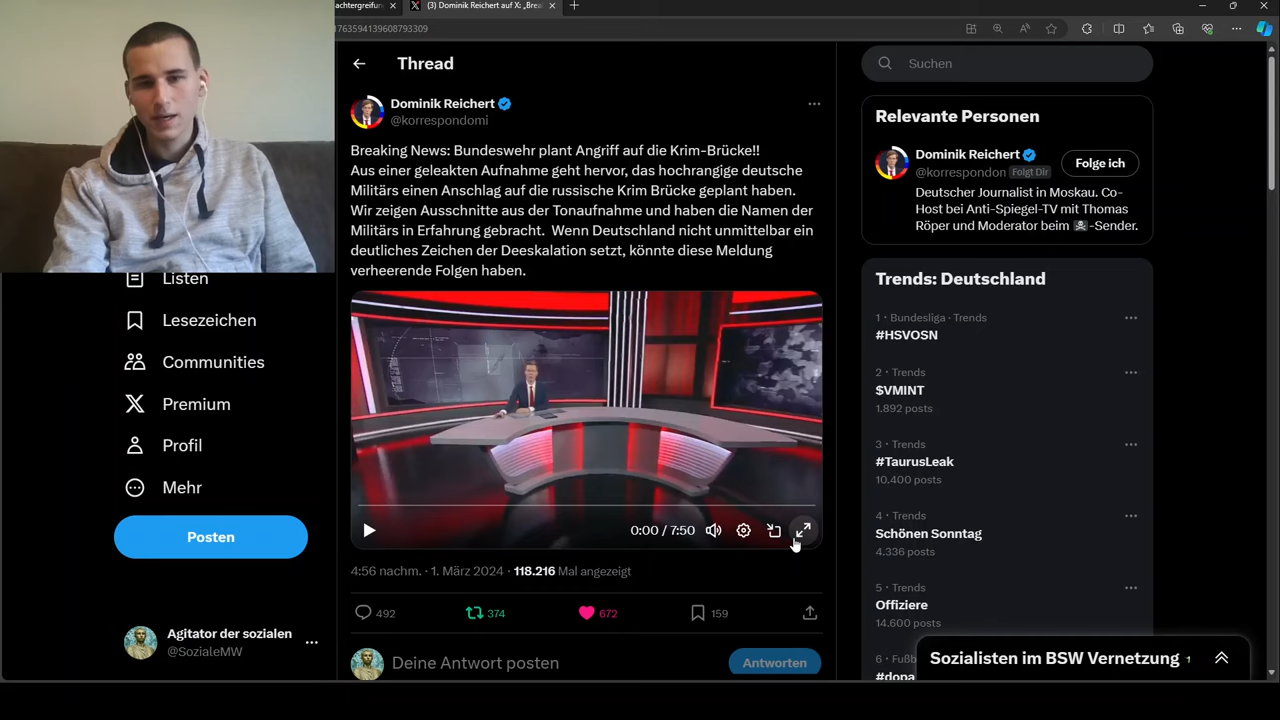 achtergreifung
(3) Dominik Reichert auf X: „Brea
1763594139608793309
Thread
Suchen
Dominik Reichert
@korrespondomi
Breaking News: Bundeswehr plant Angriff auf die Krim-Brücke!!
Aus einer geleakten Aufnahme geht hervor, das hochrangige deutsche
Militärs einen Anschlag auf die russische Krim Brücke geplant haben.
Wir zeigen Ausschnitte aus der Tonaufnahme und haben die Namen der
Militärs in Erfahrung gebracht. Wenn Deutschland nicht unmittelbar ein
deutliches Zeichen der Deeskalation setzt, könnte diese Meldung
verheerende Folgen haben.
0:00 / 7:50
4:56 nachm. · 1. März 2024 · 118.216 Mal angezeigt
492
374
672
159
Deine Antwort posten
Antworten
Listen
Lesezeichen
Communities
Premium
Profil
Mehr
Posten
Agitator der sozialen
@SozialeMW
Relevante Personen
Dominik Reichert
@korrespondon Folgt Dir
Folge ich
Deutscher Journalist in Moskau. Co-
Host bei Anti-Spiegel-TV mit Thomas
Röper und Moderator beim ☠️-Sender.
Trends: Deutschland
1 · Bundesliga · Trends
#HSVOSN
2 · Trends
$VMINT
1.892 posts
3 · Trends
#TaurusLeak
10.400 posts
4 · Trends
Schönen Sonntag
4.336 posts
5 · Trends
Offiziere
14.600 posts
6 · Fußb
#dopa
Sozialisten im BSW Vernetzung 1